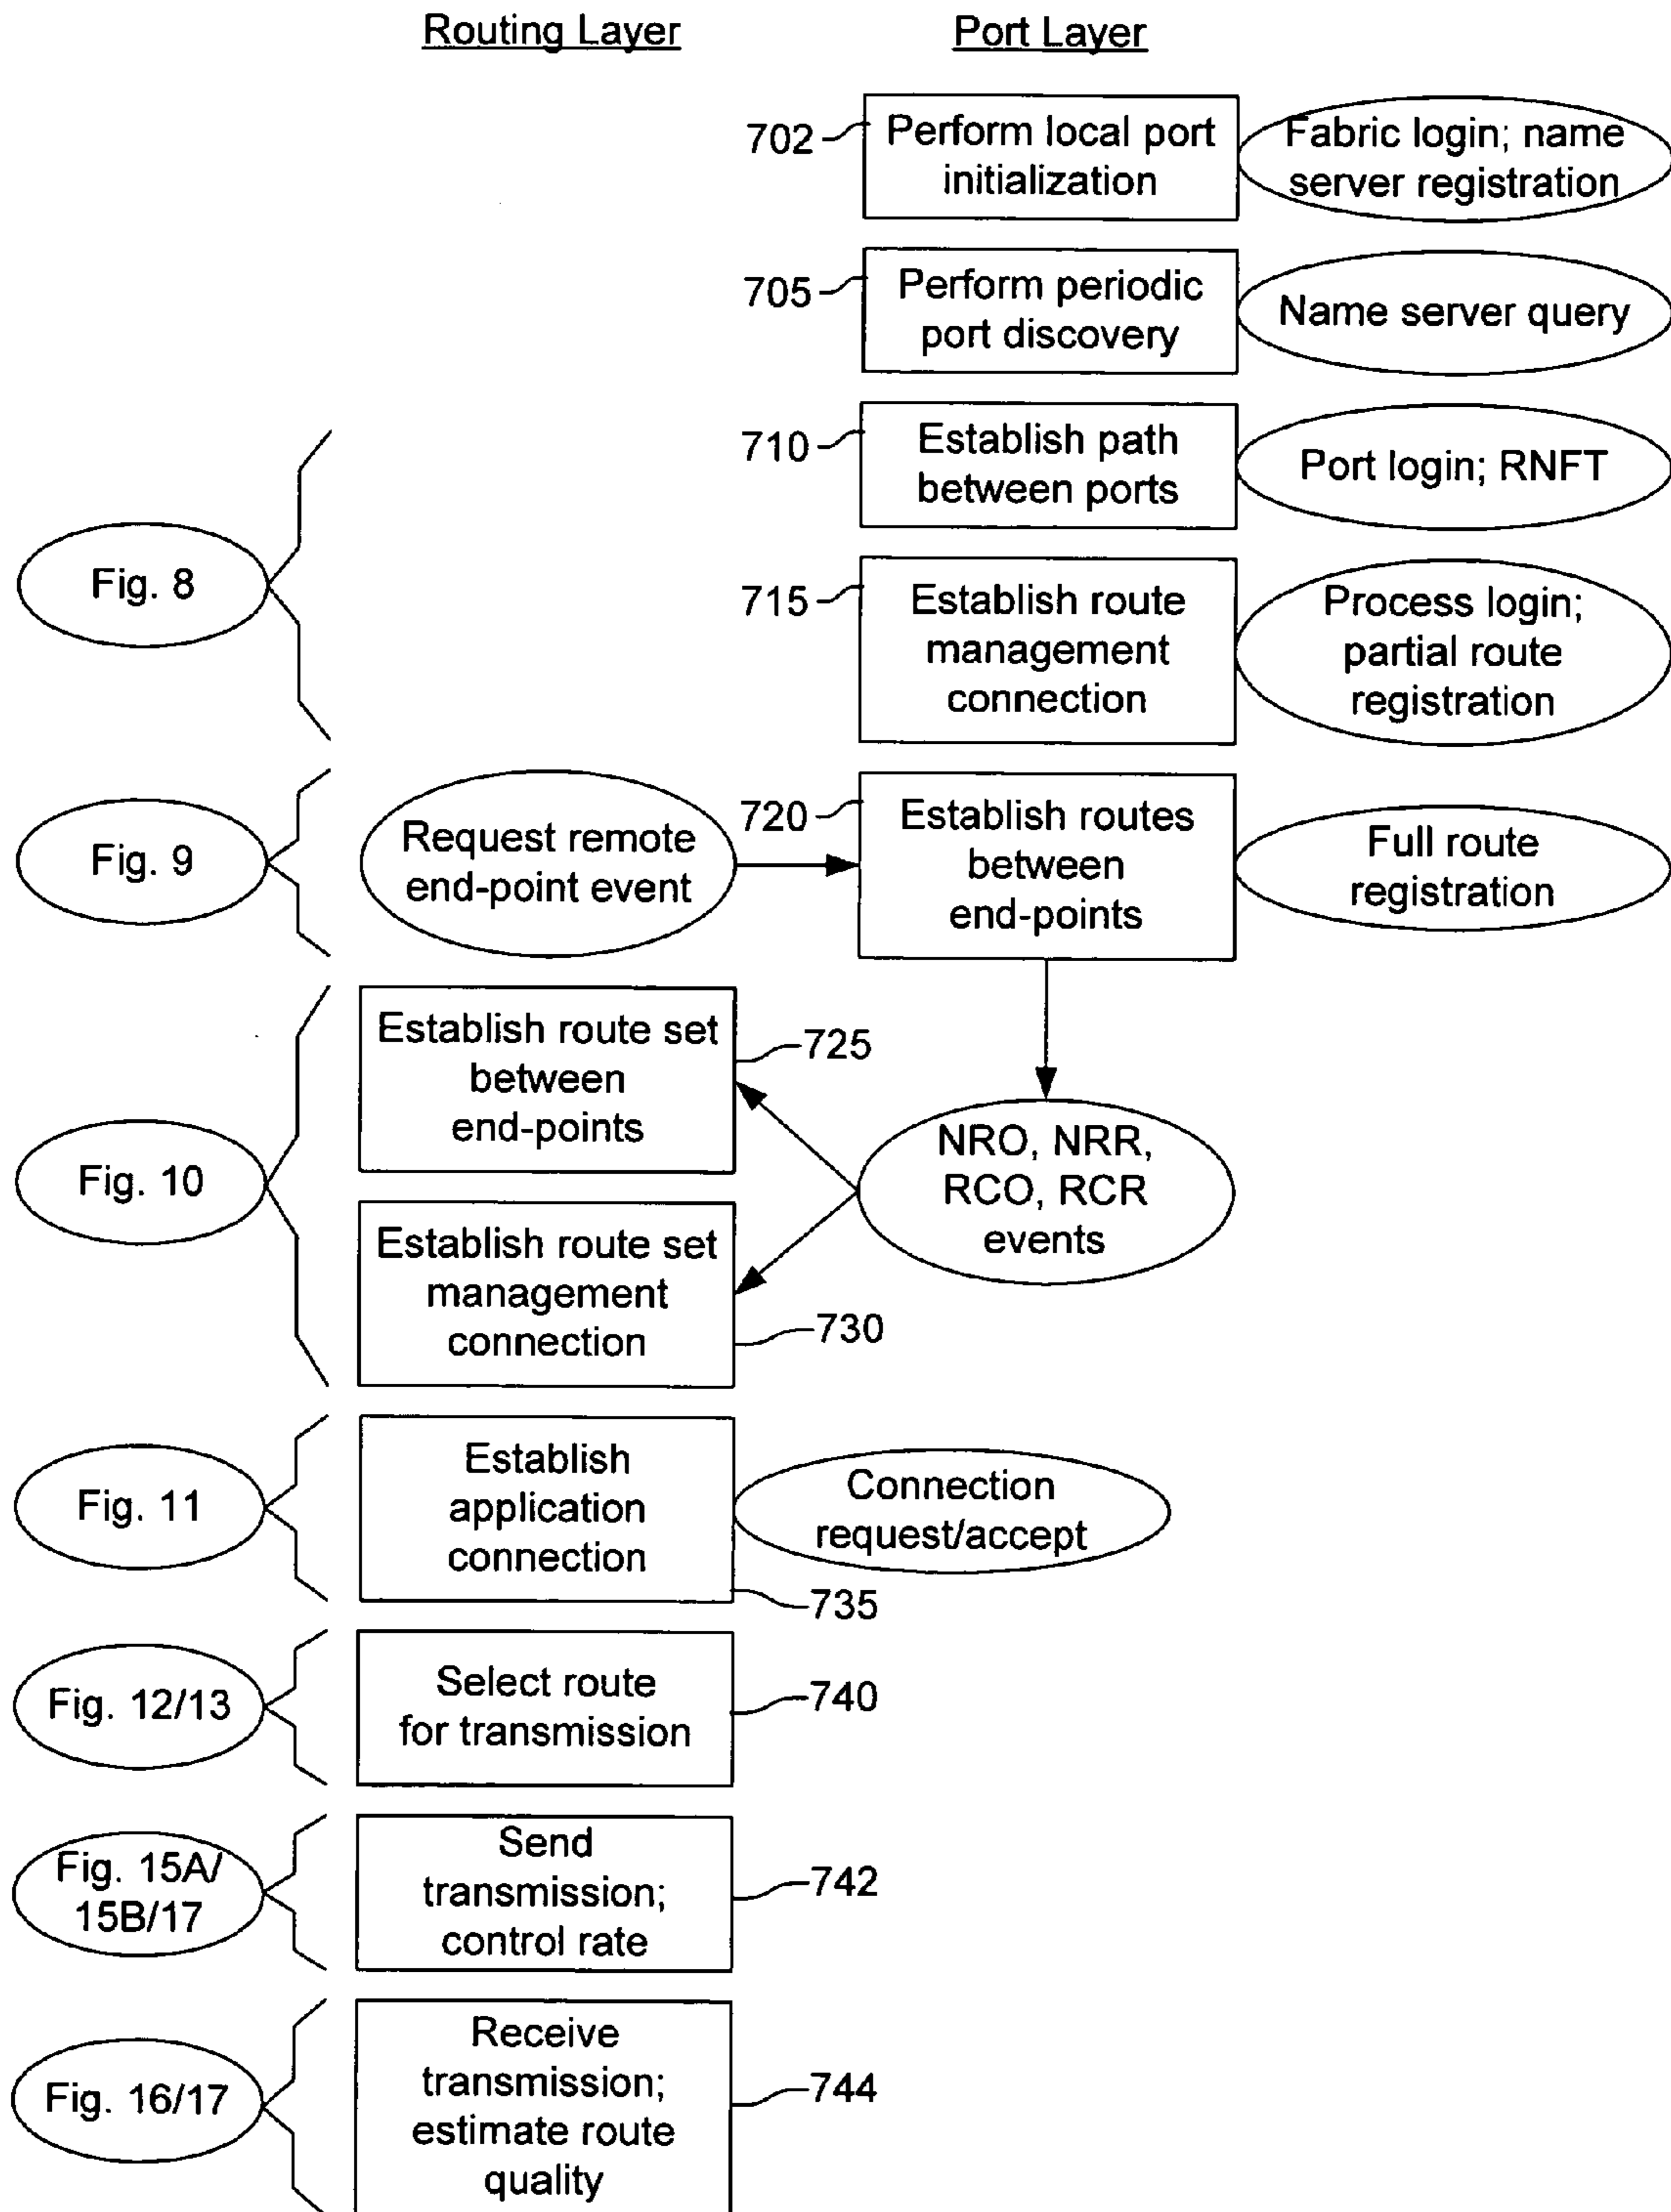 Routing Layer
Port Layer
702
Perform local port
initialization
Fabric login; name
server registration
705
Perform periodic
port discovery
Name server query
710
Establish path
between ports
Port login; RNFT
Fig. 8
715
Establish route
management
connection
Process login;
partial route
registration
Fig. 9
Request remote
end-point event
720
Establish routes
between
end-points
Full route
registration
Fig. 10
Establish route set
between
end-points
725
NRO, NRR,
RCO, RCR
events
Establish route set
management
connection
730
Fig. 11
Establish
application
connection
735
Connection
request/accept
Fig. 12/13
Select route
for transmission
740
Fig. 15A/
15B/17
Send
transmission;
control rate
742
Fig. 16/17
Receive
transmission;
estimate route
quality
744